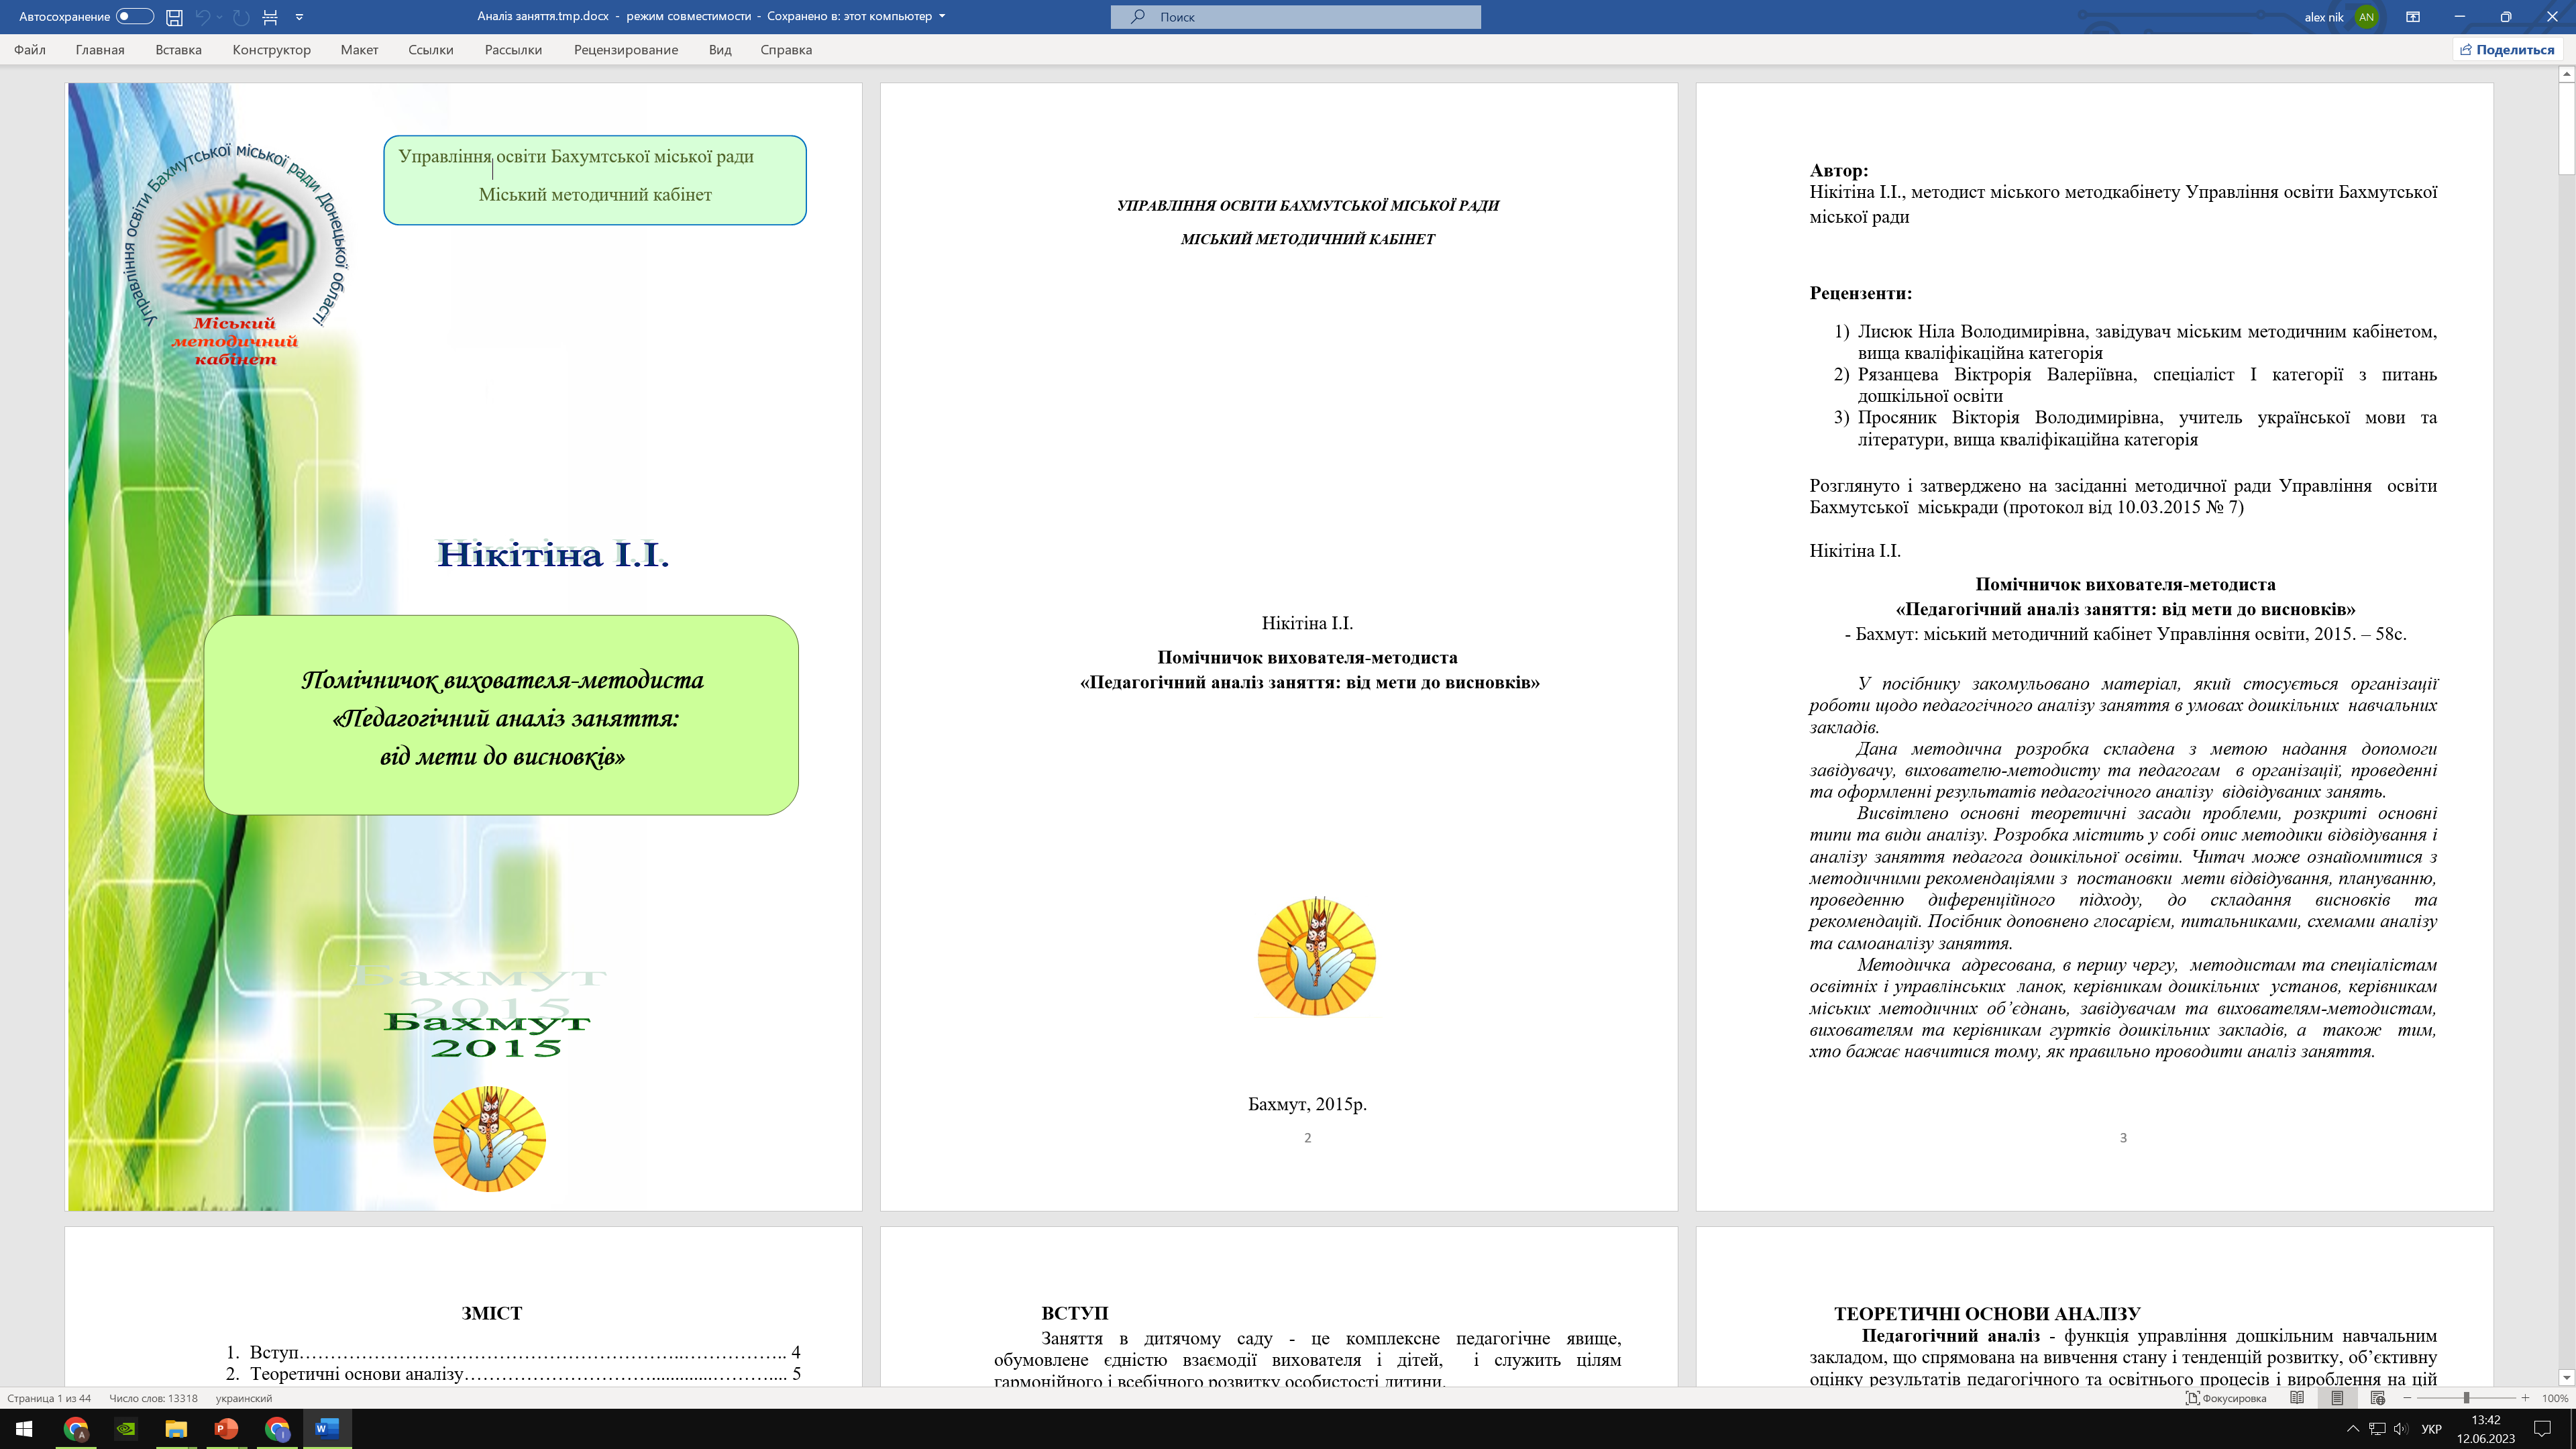 Автосохранение
Аналіз заняття.tmp.docx - режим совместимости - Сохранено в: этот компьютер
Поиск
alex nik
AN
Файл Главная Вставка Конструктор Макет Ссылки Рассылки Рецензирование Вид Справка
Поделиться
Управління освіти Бахмутської міської ради Донецької області
Міський
методичний
кабінет
Управління освіти Бахумтської міської ради
Міський методичний кабінет
Нікітіна І.І.
Помічничок вихователя-методиста
«Педагогічний аналіз заняття:
від мети до висновків»
Бахмут
2015
Бахмут
2015
УПРАВЛІННЯ ОСВІТИ БАХМУТСЬКОЇ МІСЬКОЇ РАДИ
МІСЬКИЙ МЕТОДИЧНИЙ КАБІНЕТ
Нікітіна І.І.
Помічничок вихователя-методиста
«Педагогічний аналіз заняття: від мети до висновків»
Бахмут, 2015р.
2
Автор:
Нікітіна І.І., методист міського методкабінету Управління освіти Бахмутської
міської ради
Рецензенти:
1) Лисюк Ніла Володимирівна, завідувач міським методичним кабінетом,
вища кваліфікаційна категорія
2) Рязанцева Віктрорія Валеріївна, спеціаліст І категорії з питань
дошкільної освіти
3) Просяник Вікторія Володимирівна, учитель української мови та
літератури, вища кваліфікаційна категорія
Розглянуто і затверджено на засіданні методичної ради Управління освіти
Бахмутської міськради (протокол від 10.03.2015 № 7)
Нікітіна І.І.
Помічничок вихователя-методиста
«Педагогічний аналіз заняття: від мети до висновків»
- Бахмут: міський методичний кабінет Управління освіти, 2015. – 58с.
У посібнику закомульовано матеріал, який стосується організації
роботи щодо педагогічного аналізу заняття в умовах дошкільних навчальних
закладів.
Дана методична розробка складена з метою надання допомоги
завідувачу, вихователю-методисту та педагогам в організації, проведенні
та оформленні результатів педагогічного аналізу відвідуваних занять.
Висвітлено основні теоретичні засади проблеми, розкриті основні
типи та види аналізу. Розробка містить у собі опис методики відвідування і
аналізу заняття педагога дошкільної освіти. Читач може ознайомитися з
методичними рекомендаціями з постановки мети відвідування, плануванню,
проведенню диференційного підходу, до складання висновків та
рекомендацій. Посібник доповнено глосарієм, питальниками, схемами аналізу
та самоаналізу заняття.
Методичка адресована, в першу чергу, методистам та спеціалістам
освітніх і управлінських ланок, керівникам дошкільних установ, керівникам
міських методичних об’єднань, завідувачам та вихователям-методистам,
вихователям та керівникам гуртків дошкільних закладів, а також тим,
хто бажає навчитися тому, як правильно проводити аналіз заняття.
3
ЗМІСТ
1. Вступ……………………………………………………..…………….. 4
2. Теоретичні основи аналізу…………………………..............……….... 5
ВСТУП
Заняття в дитячому саду - це комплексне педагогічне явище,
обумовлене єдністю взаємодії вихователя і дітей, і служить цілям
гармонійного і всебічного розвитку особистості дитини.
ТЕОРЕТИЧНІ ОСНОВИ АНАЛІЗУ
Педагогічний аналіз - функція управління дошкільним навчальним
закладом, що спрямована на вивчення стану і тенденцій розвитку, об’єктивну
оцінку результатів педагогічного та освітнього процесів і вироблення на цій
Страница 1 из 44 Число слов: 13318 украинский
Фокусировка
100%
УКР
13:42
12.06.2023